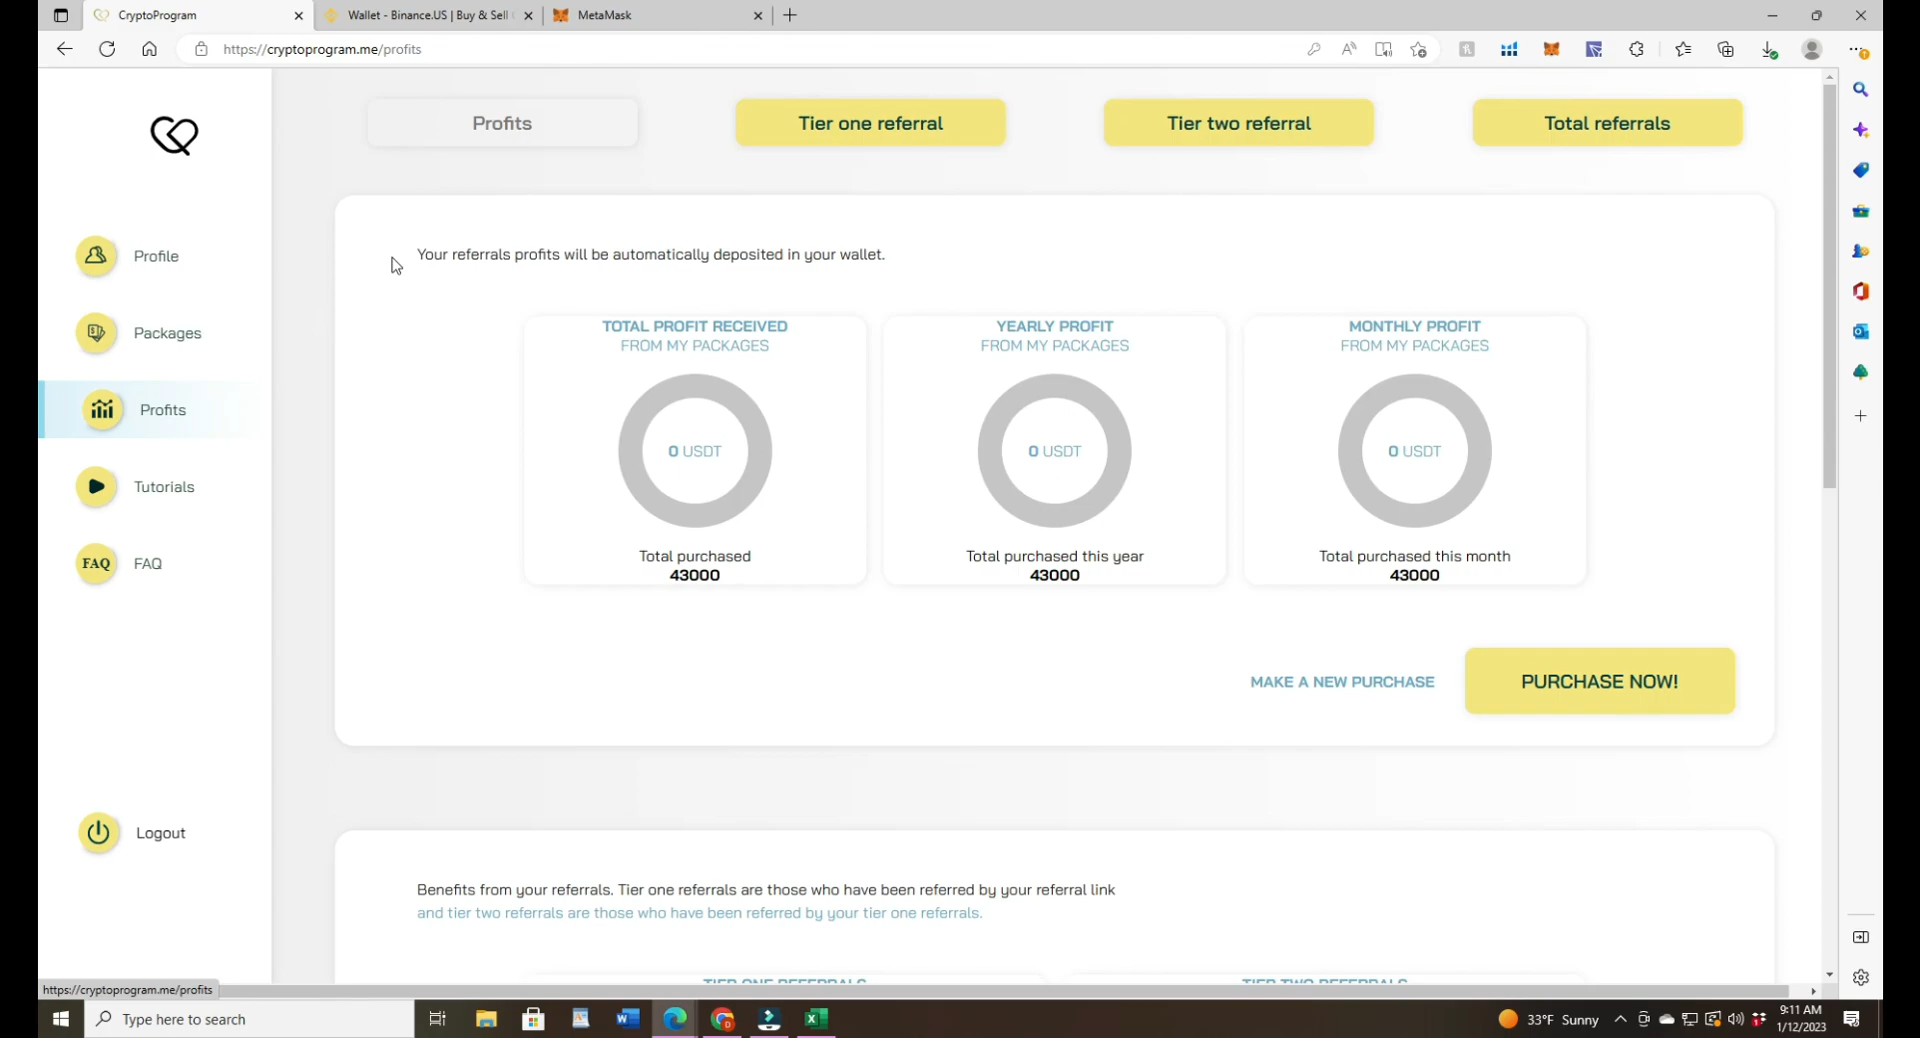 CryptoProgram
Wallet - Binance.US | Buy & Sell
MetaMask
https://cryptoprogram.me/profits
Profits
Tier one referral
Tier two referral
Total referrals
Profile
Packages
Profits
Tutorials
FAQ FAQ
Logout
Your referrals profits will be automatically deposited in your wallet.
TOTAL PROFIT RECEIVED
FROM MY PACKAGES
0 USDT
Total purchased
43000
YEARLY PROFIT
FROM MY PACKAGES
0 USDT
Total purchased this year
43000
MONTHLY PROFIT
FROM MY PACKAGES
0 USDT
Total purchased this month
43000
MAKE A NEW PURCHASE
PURCHASE NOW!
Benefits from your referrals. Tier one referrals are those who have been referred by your referral link
and tier two referrals are those who have been referred by your tier one referrals.
TIER ONE REFERRALS
TIER TWO REFERRALS
https://cryptoprogram.me/profits
Type here to search
33°F Sunny
9:11 AM
1/12/2023